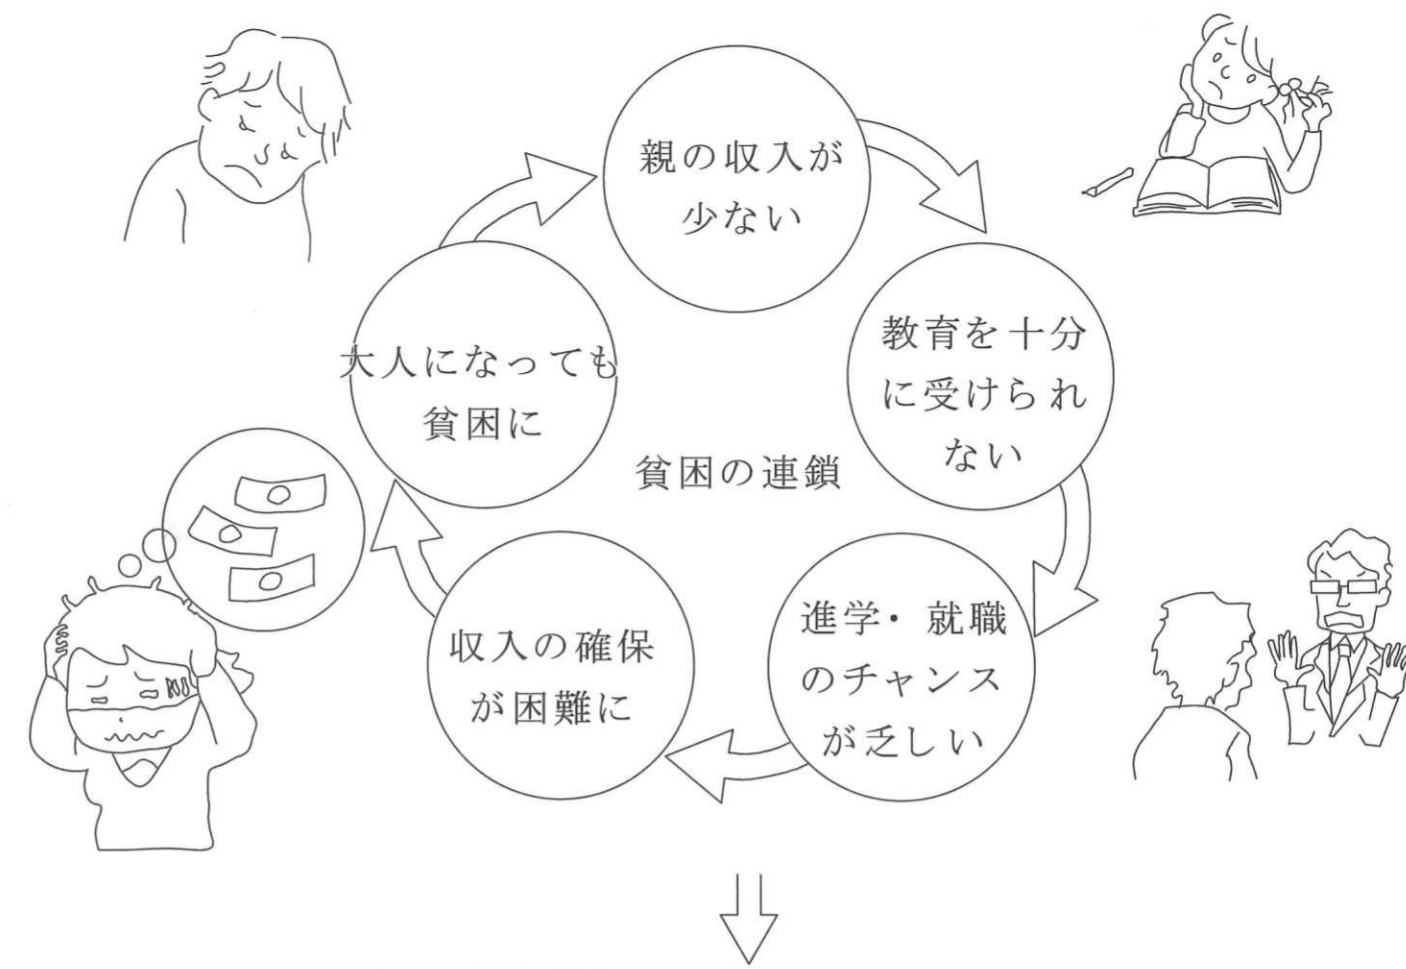 親の収入が
少ない
教育を十分
に受けられ
ない
進学・就職
のチャンス
が乏しい
収入の確保
が困難に
大人になっても
貧困に
貧困の連鎖